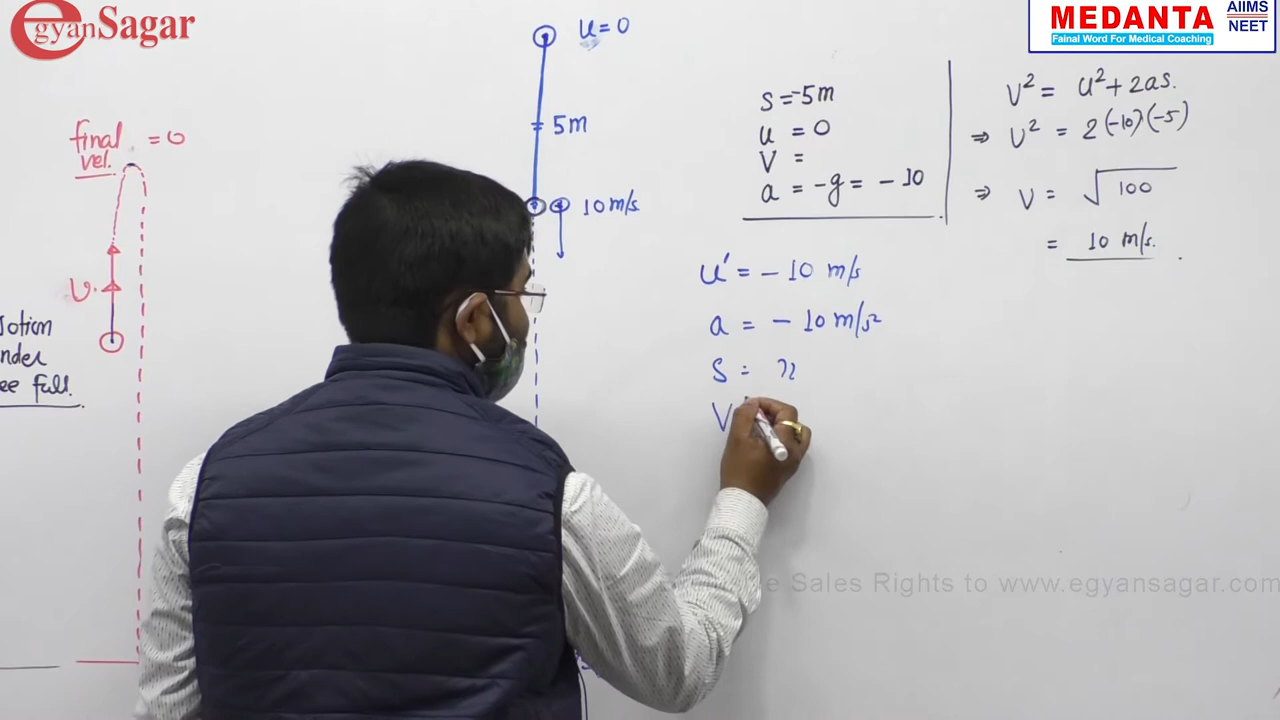 egyanSagar
MEDANTA
Fainal Word For Medical Coaching
AIIMS
NEET
final = 0
vel.
v.
nder
ee fall.
u = 0
5m
10 m/s
s = -5m
u = 0
V =
a = -g = -10
V² = u² + 2as.
⇒ V² = 2(-10)(-5)
⇒ V = √100
= 10 m/s.
u' = -10 m/s
a = -10 m/s²
S =
V
Sales Rights to www.egyansagar.com